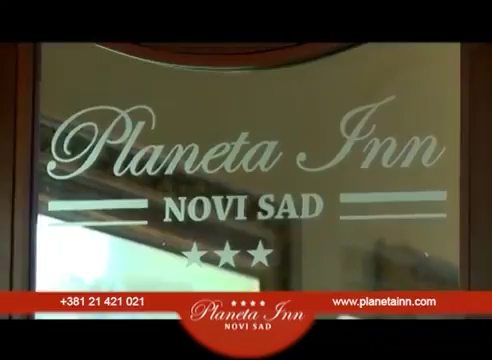 Planeta Inn
NOVI SAD
+381 21 421 021
Planeta Inn
NOVI SAD
www.planetainn.com